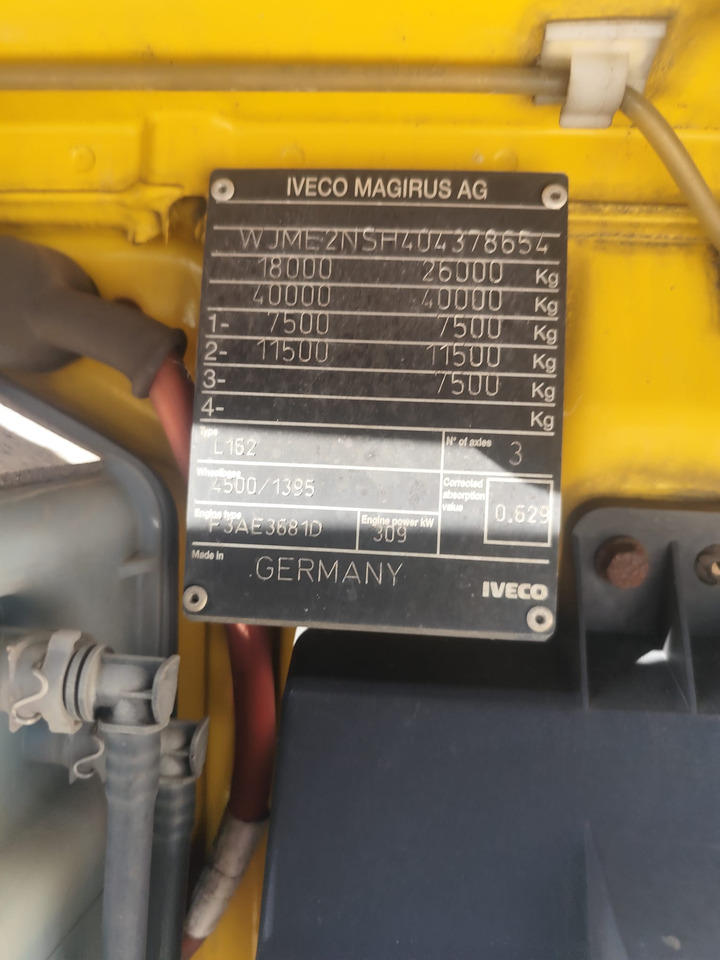 IVECO MAGIRUS AG
WJME2NSH404378654
18000 26000 Kg
40000 40000 Kg
1- 7500 7500 Kg
2- 11500 11500 Kg
3- 7500 Kg
4- Kg
Type
L162
N° of axles 3
Wheelbase
4500/1395
Corrected
absorption
value
0.629
Engine type
F3AE3681D
Engine power kW
309
Made in
GERMANY
IVECO